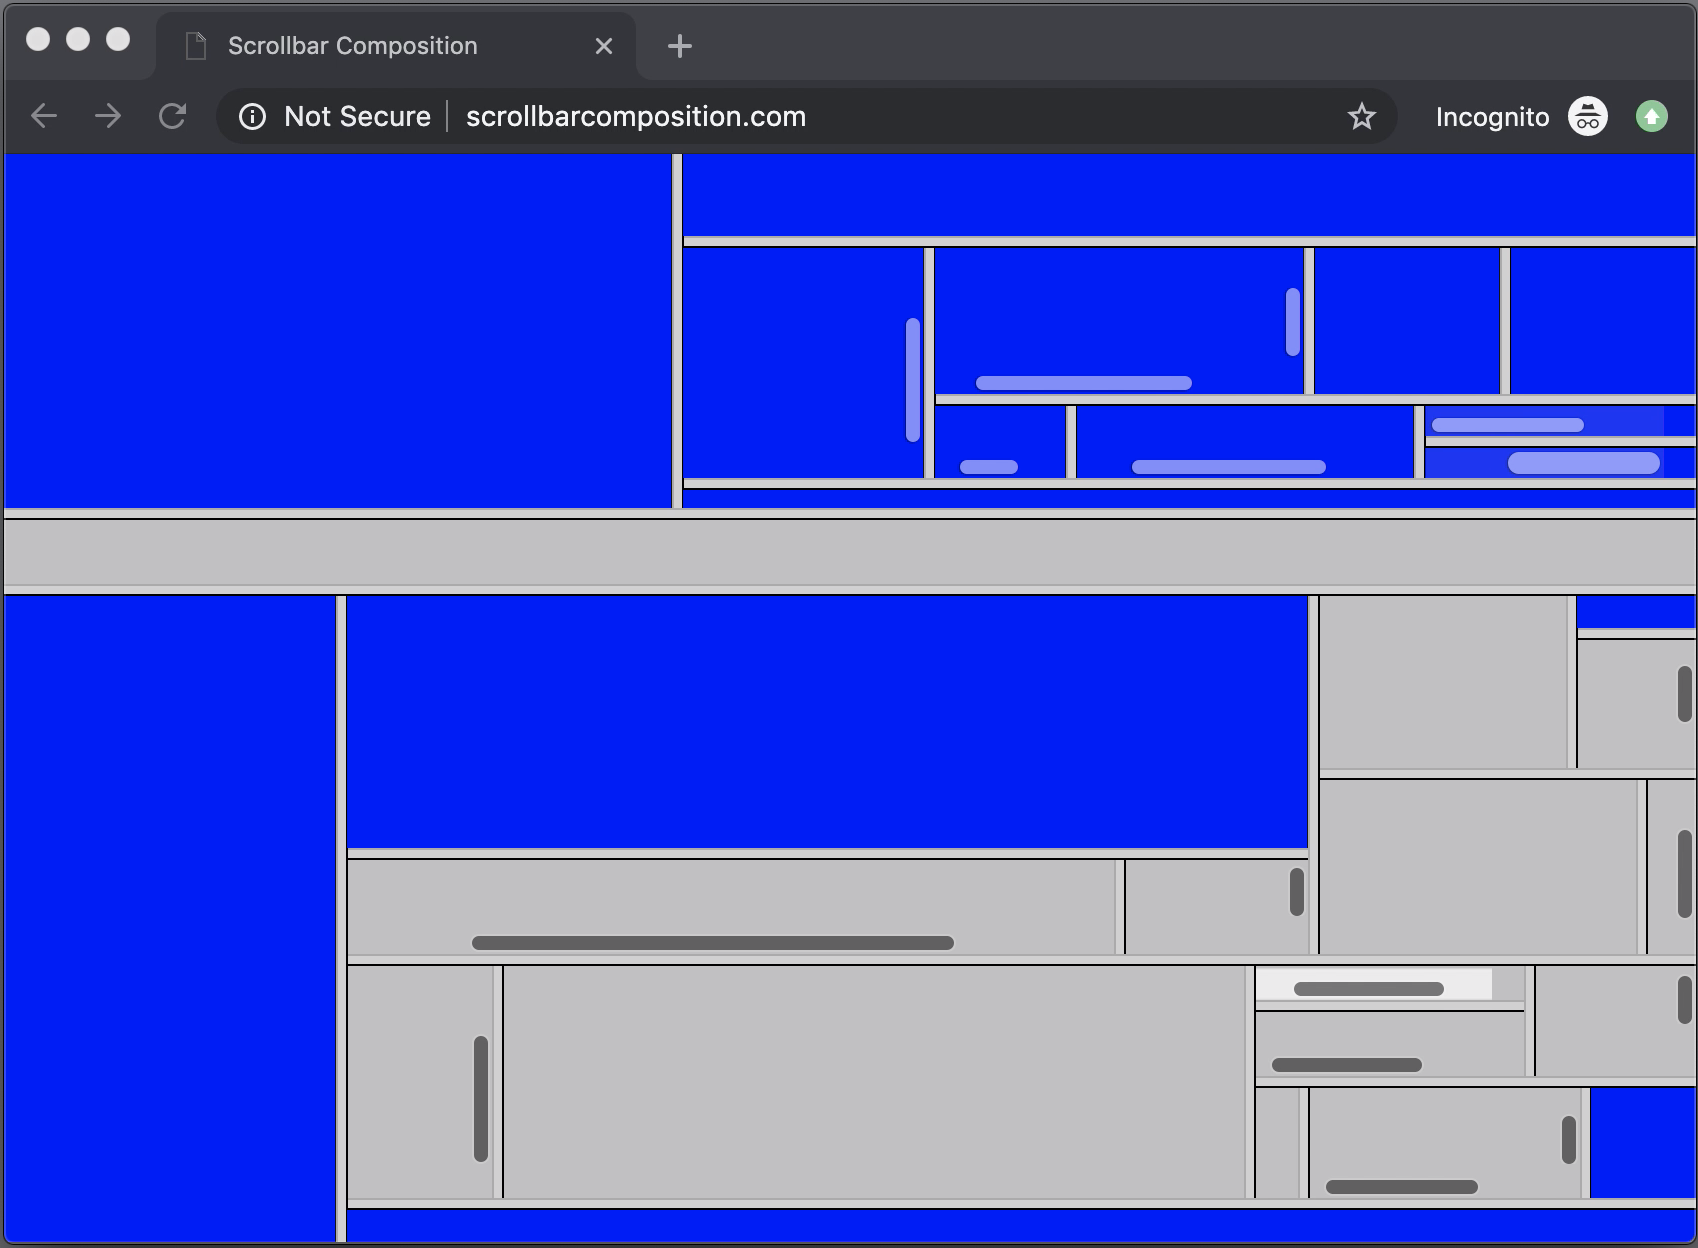 Scrollbar Composition
Not Secure | scrollbarcomposition.com
Incognito